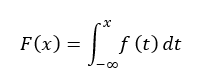 F(x) = ∫_{-∞}^{x} f(t) dt